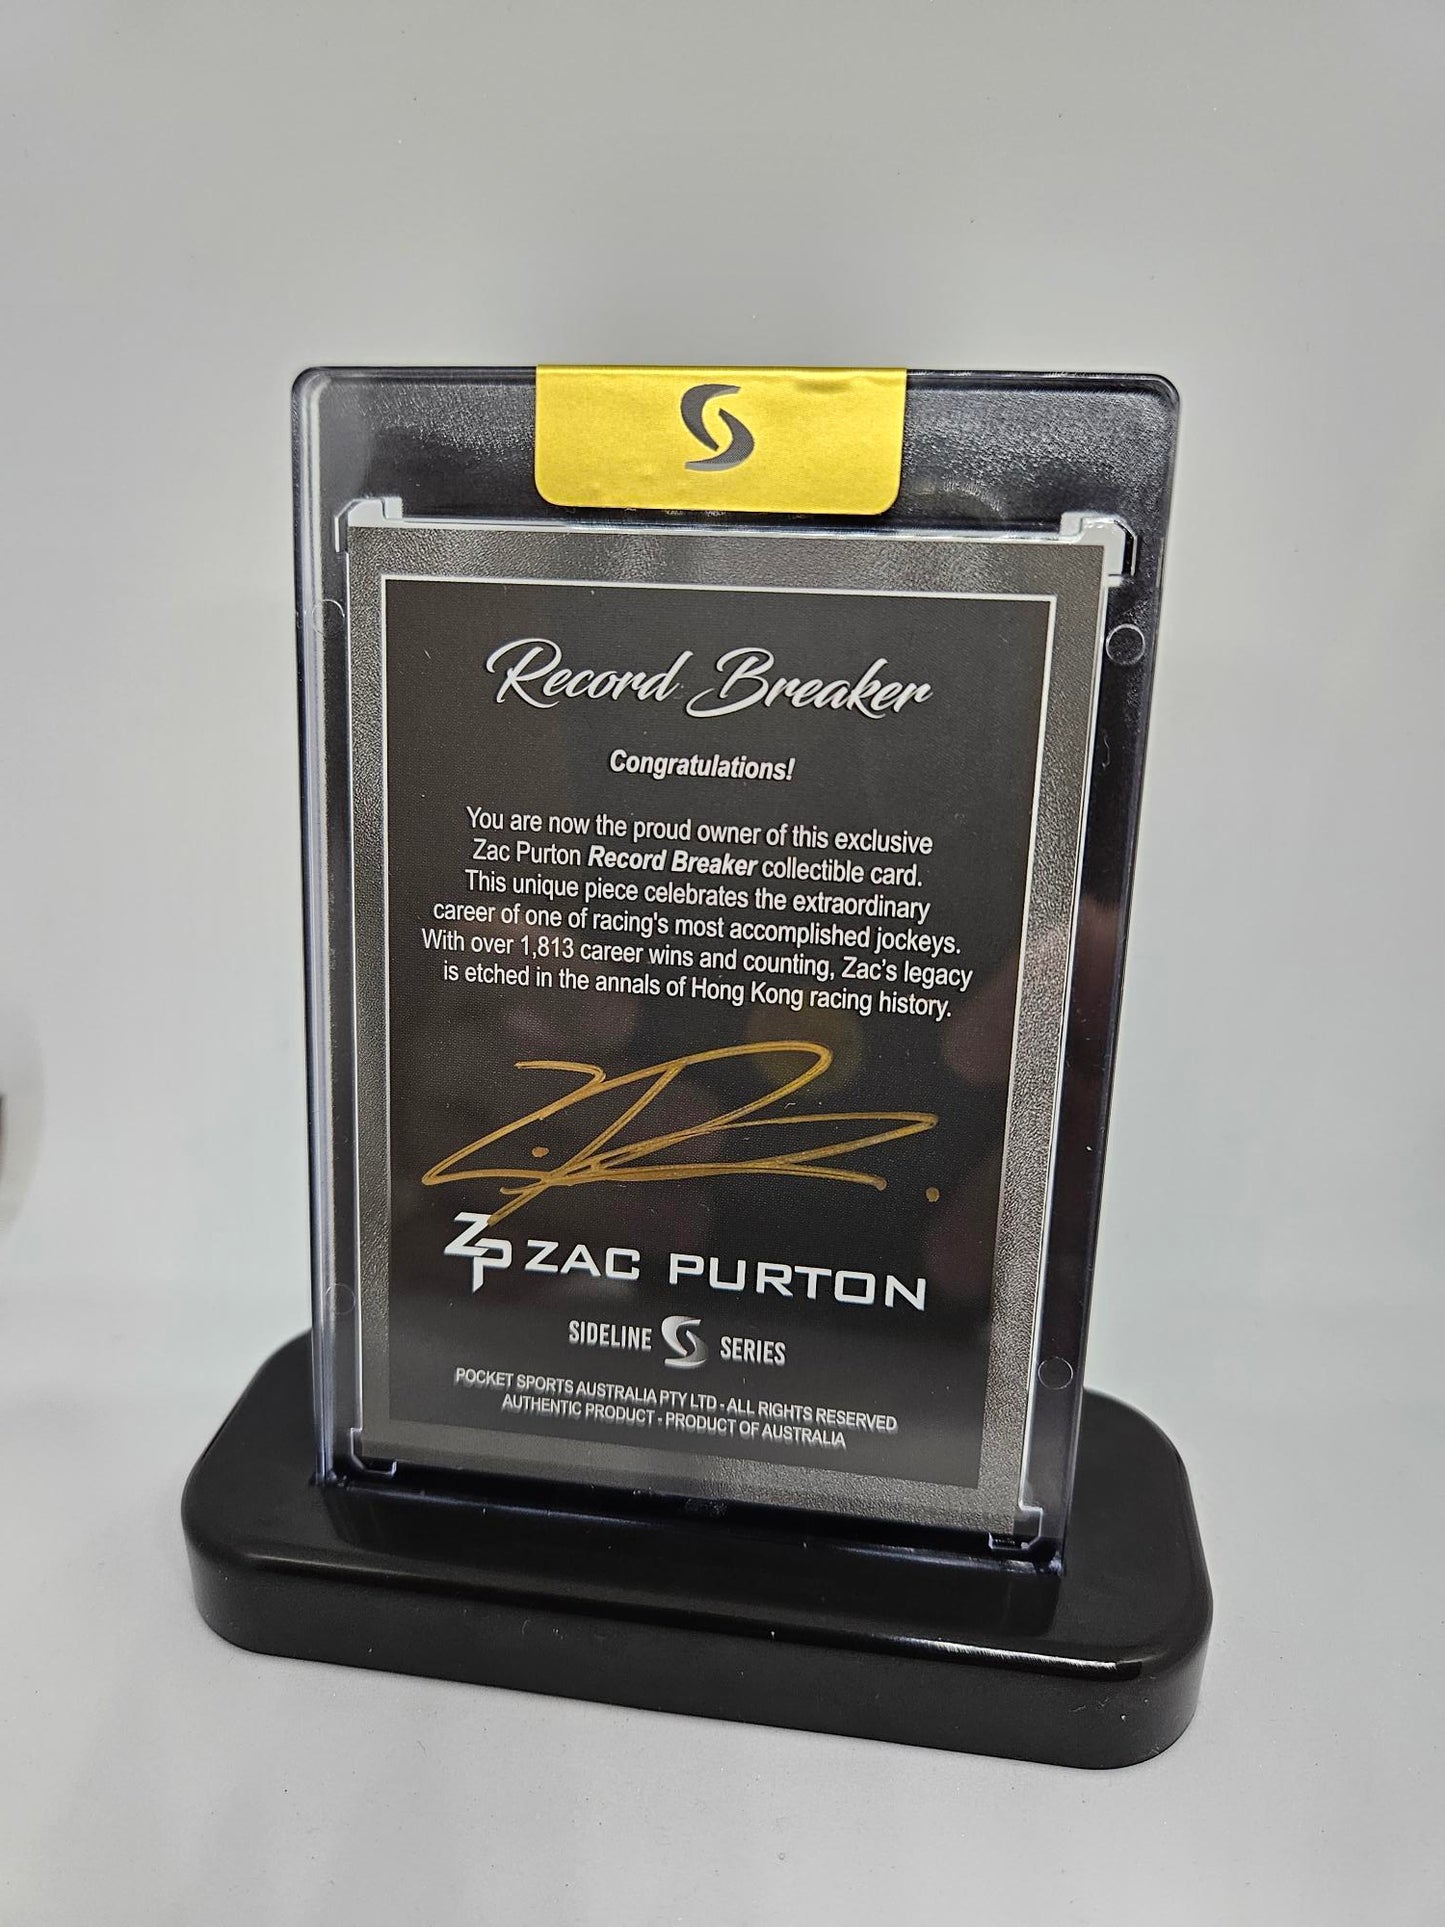 Record Breaker
Congratulations!
You are now the proud owner of this exclusive
Zac Purton Record Breaker collectible card.
This unique piece celebrates the extraordinary
career of one of racing's most accomplished jockeys.
With over 1,813 career wins and counting, Zac's legacy
is etched in the annals of Hong Kong racing history.
ZP ZAC PURTON
SIDELINE S SERIES
POCKET SPORTS AUSTRALIA PTY LTD - ALL RIGHTS RESERVED
AUTHENTIC PRODUCT - PRODUCT OF AUSTRALIA